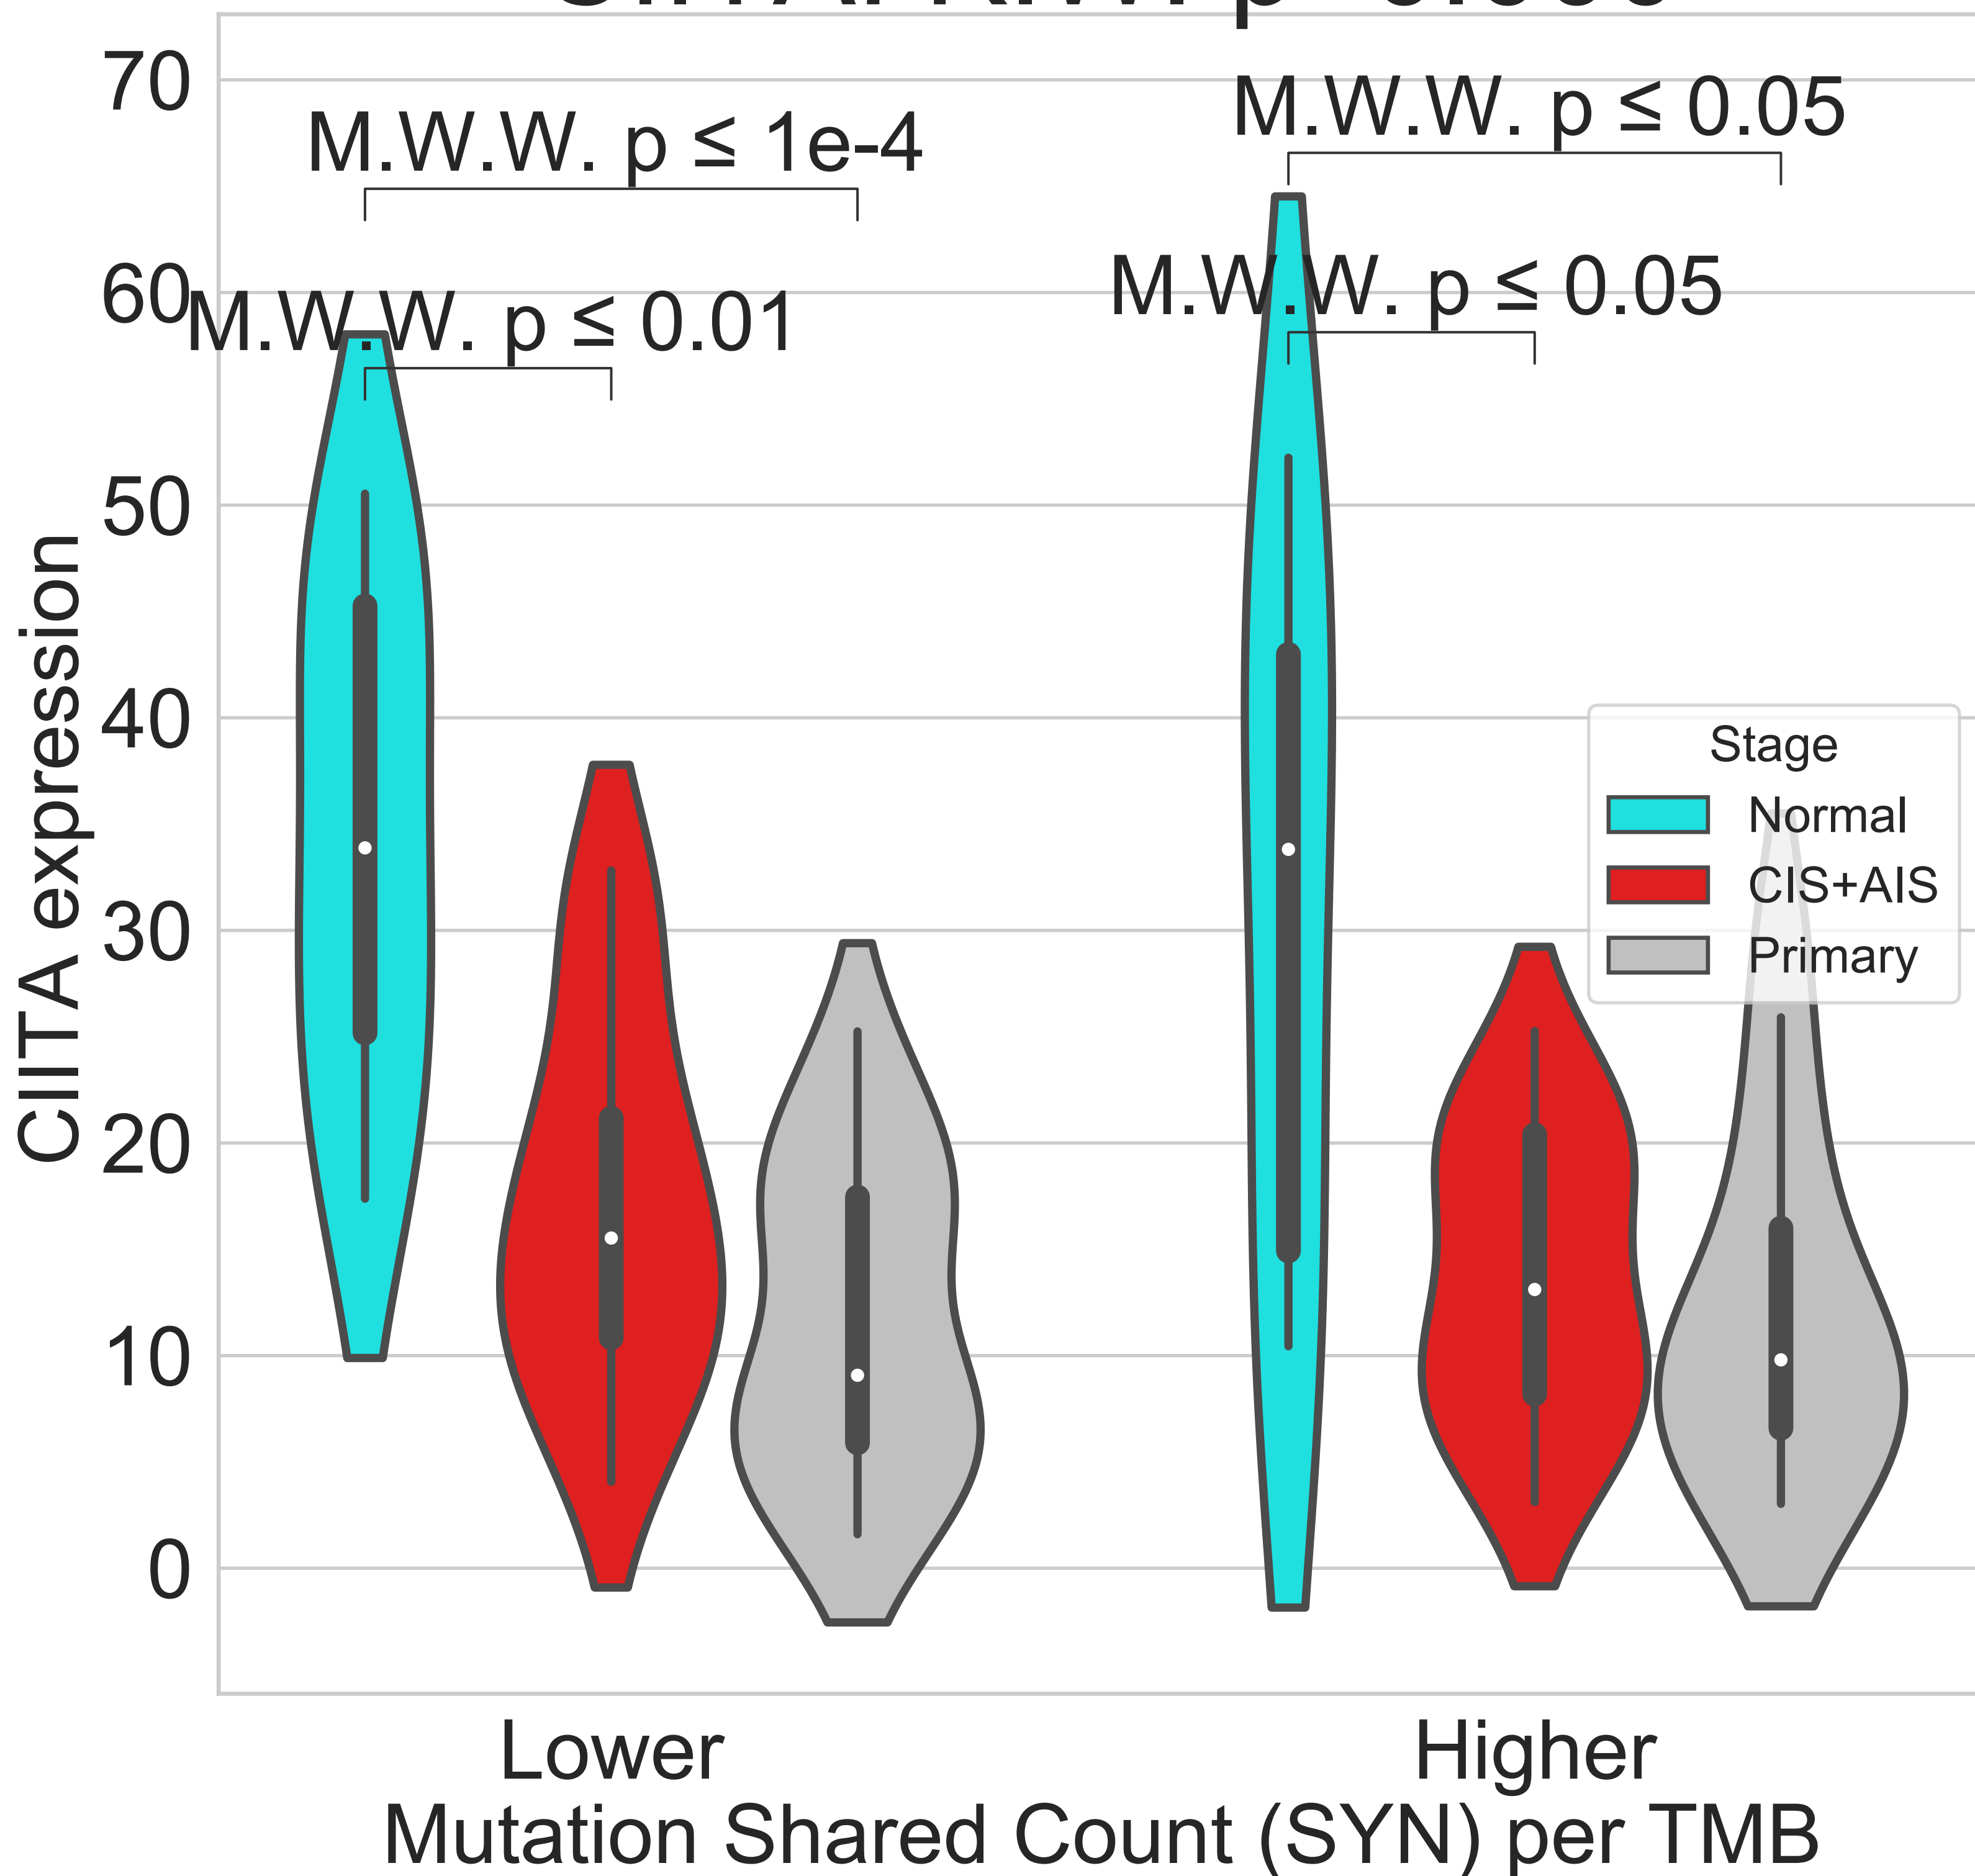 70
60
50
40
30
20
10
0
CIITA expression
M.W.W. p ≤ 1e-4
M.W.W. p ≤ 0.01
M.W.W. p ≤ 0.05
M.W.W. p ≤ 0.05
Stage
Normal
CIS+AIS
Primary
Lower
Higher
Mutation Shared Count (SYN) per TMB